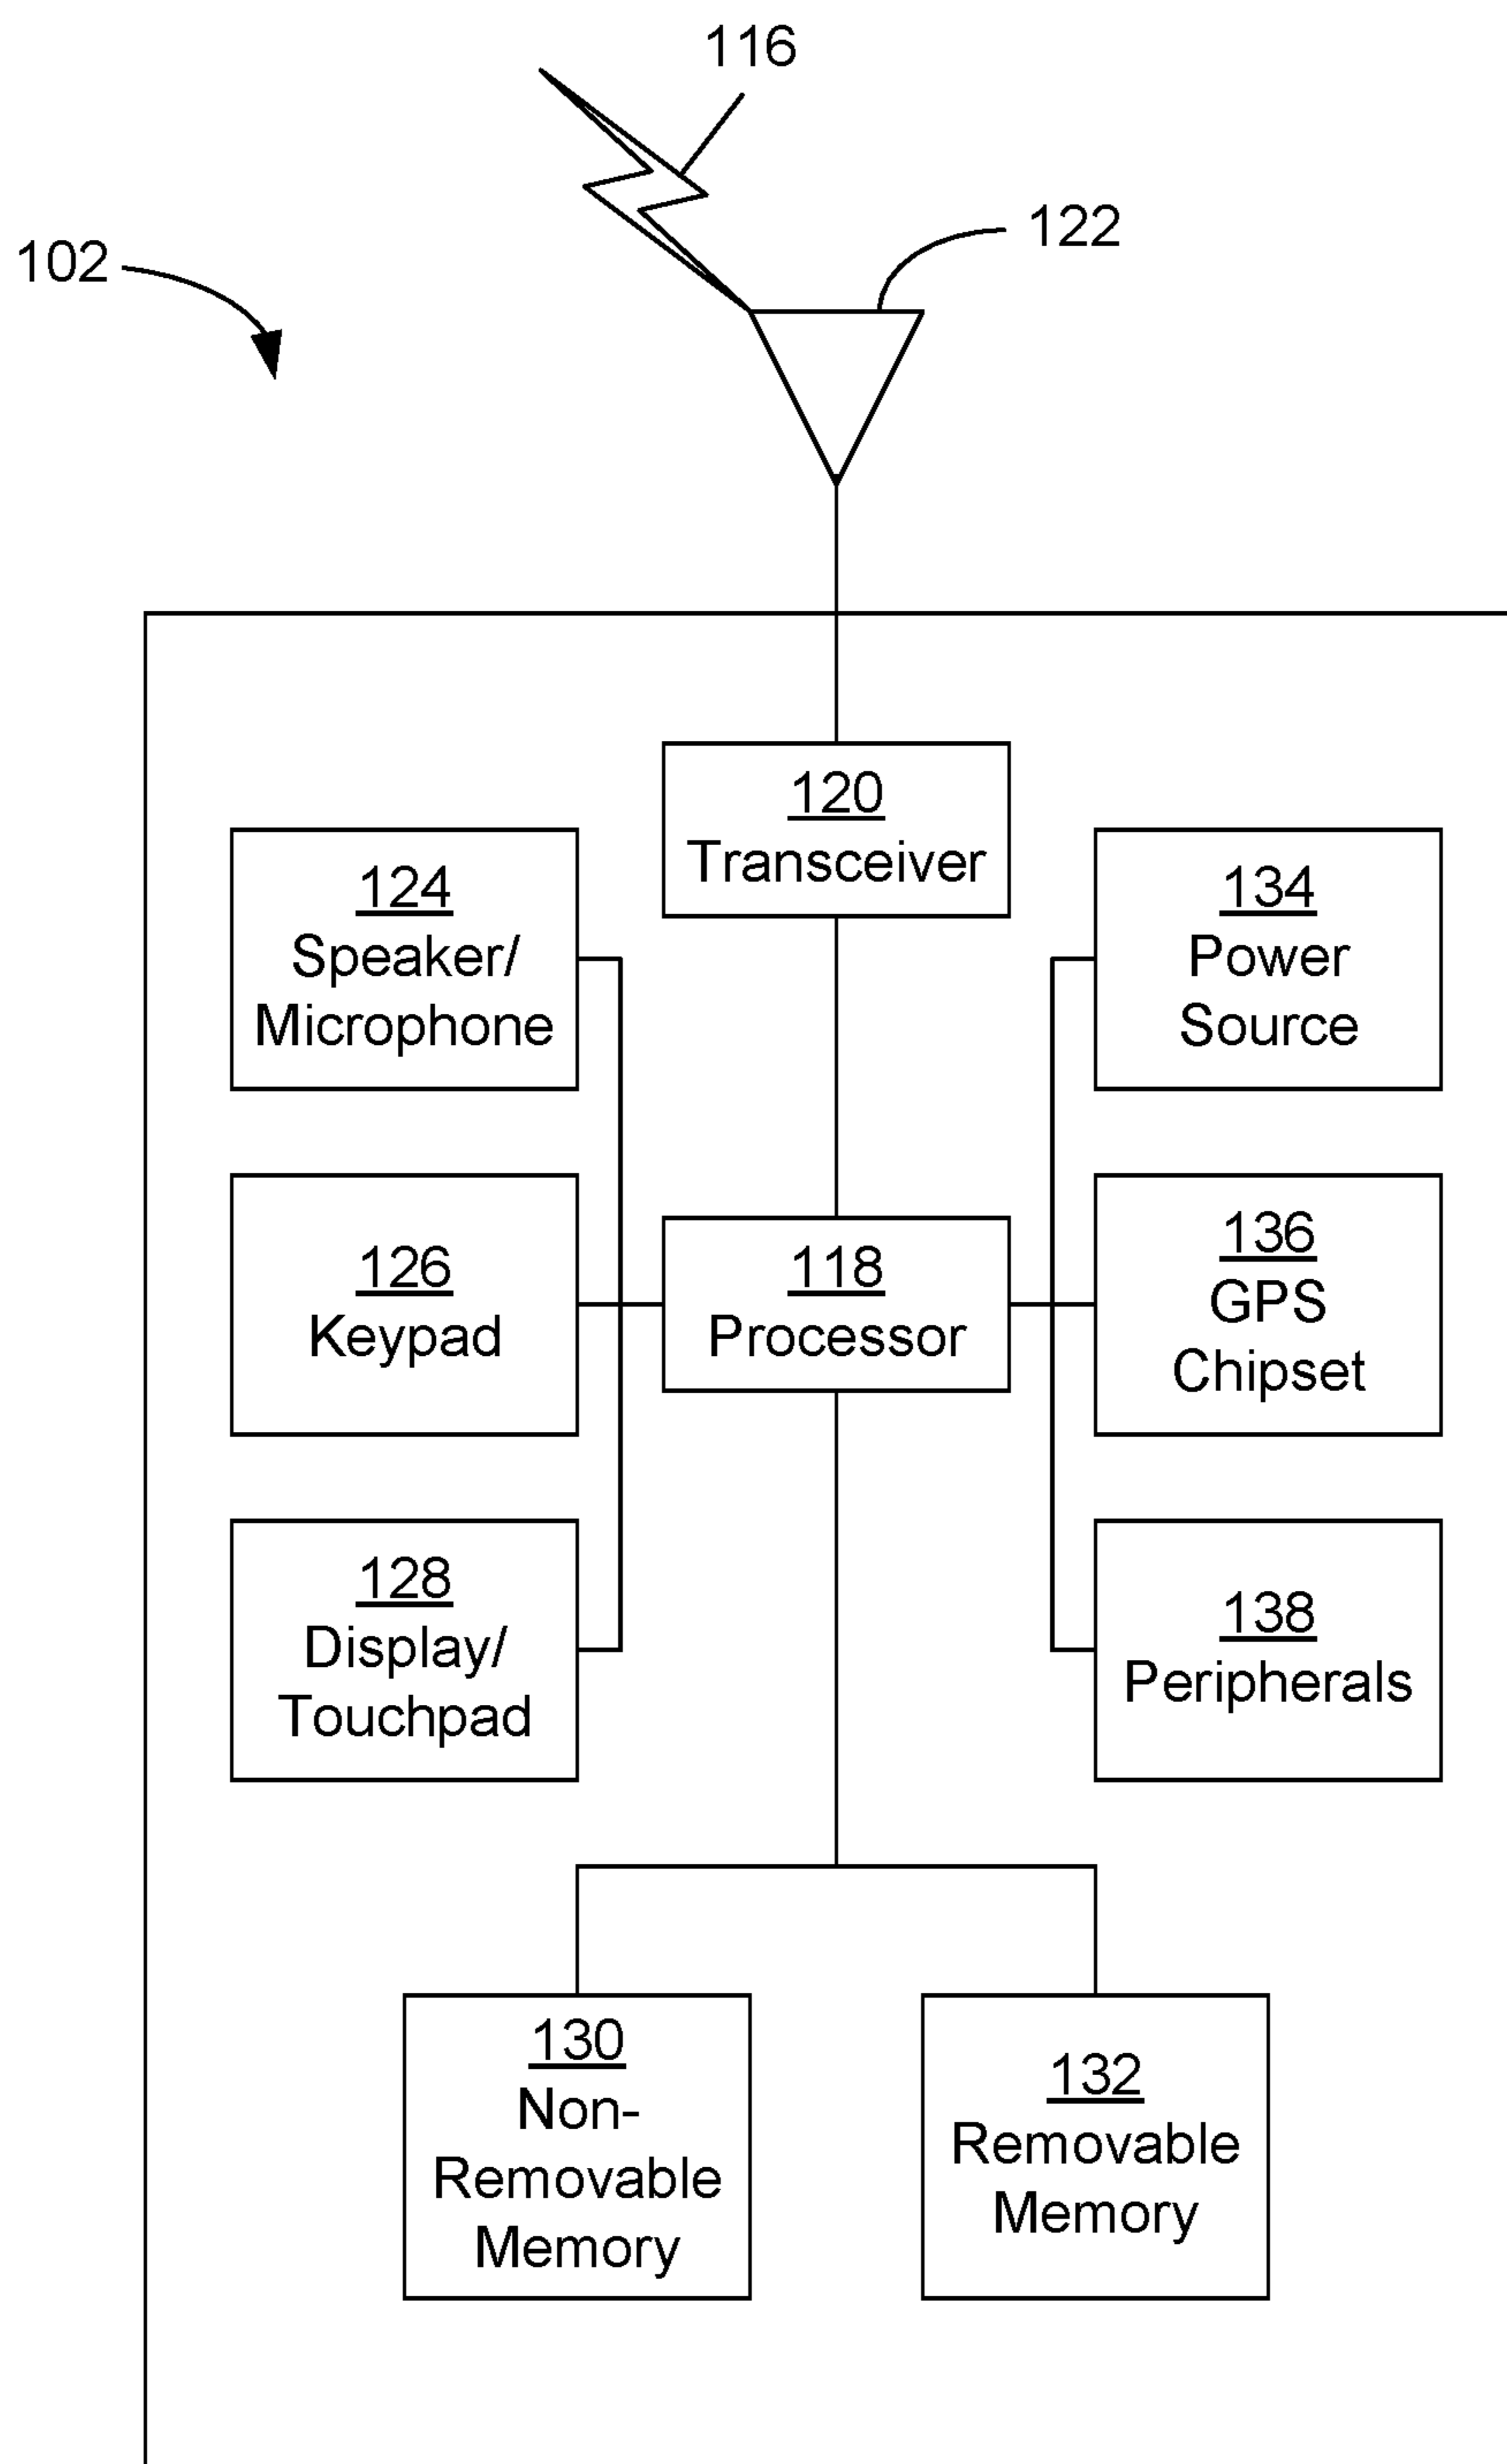 116
122
102
120
Transceiver
124
Speaker/
Microphone
134
Power
Source
126
Keypad
118
Processor
136
GPS
Chipset
128
Display/
Touchpad
138
Peripherals
130
Non-
Removable
Memory
132
Removable
Memory